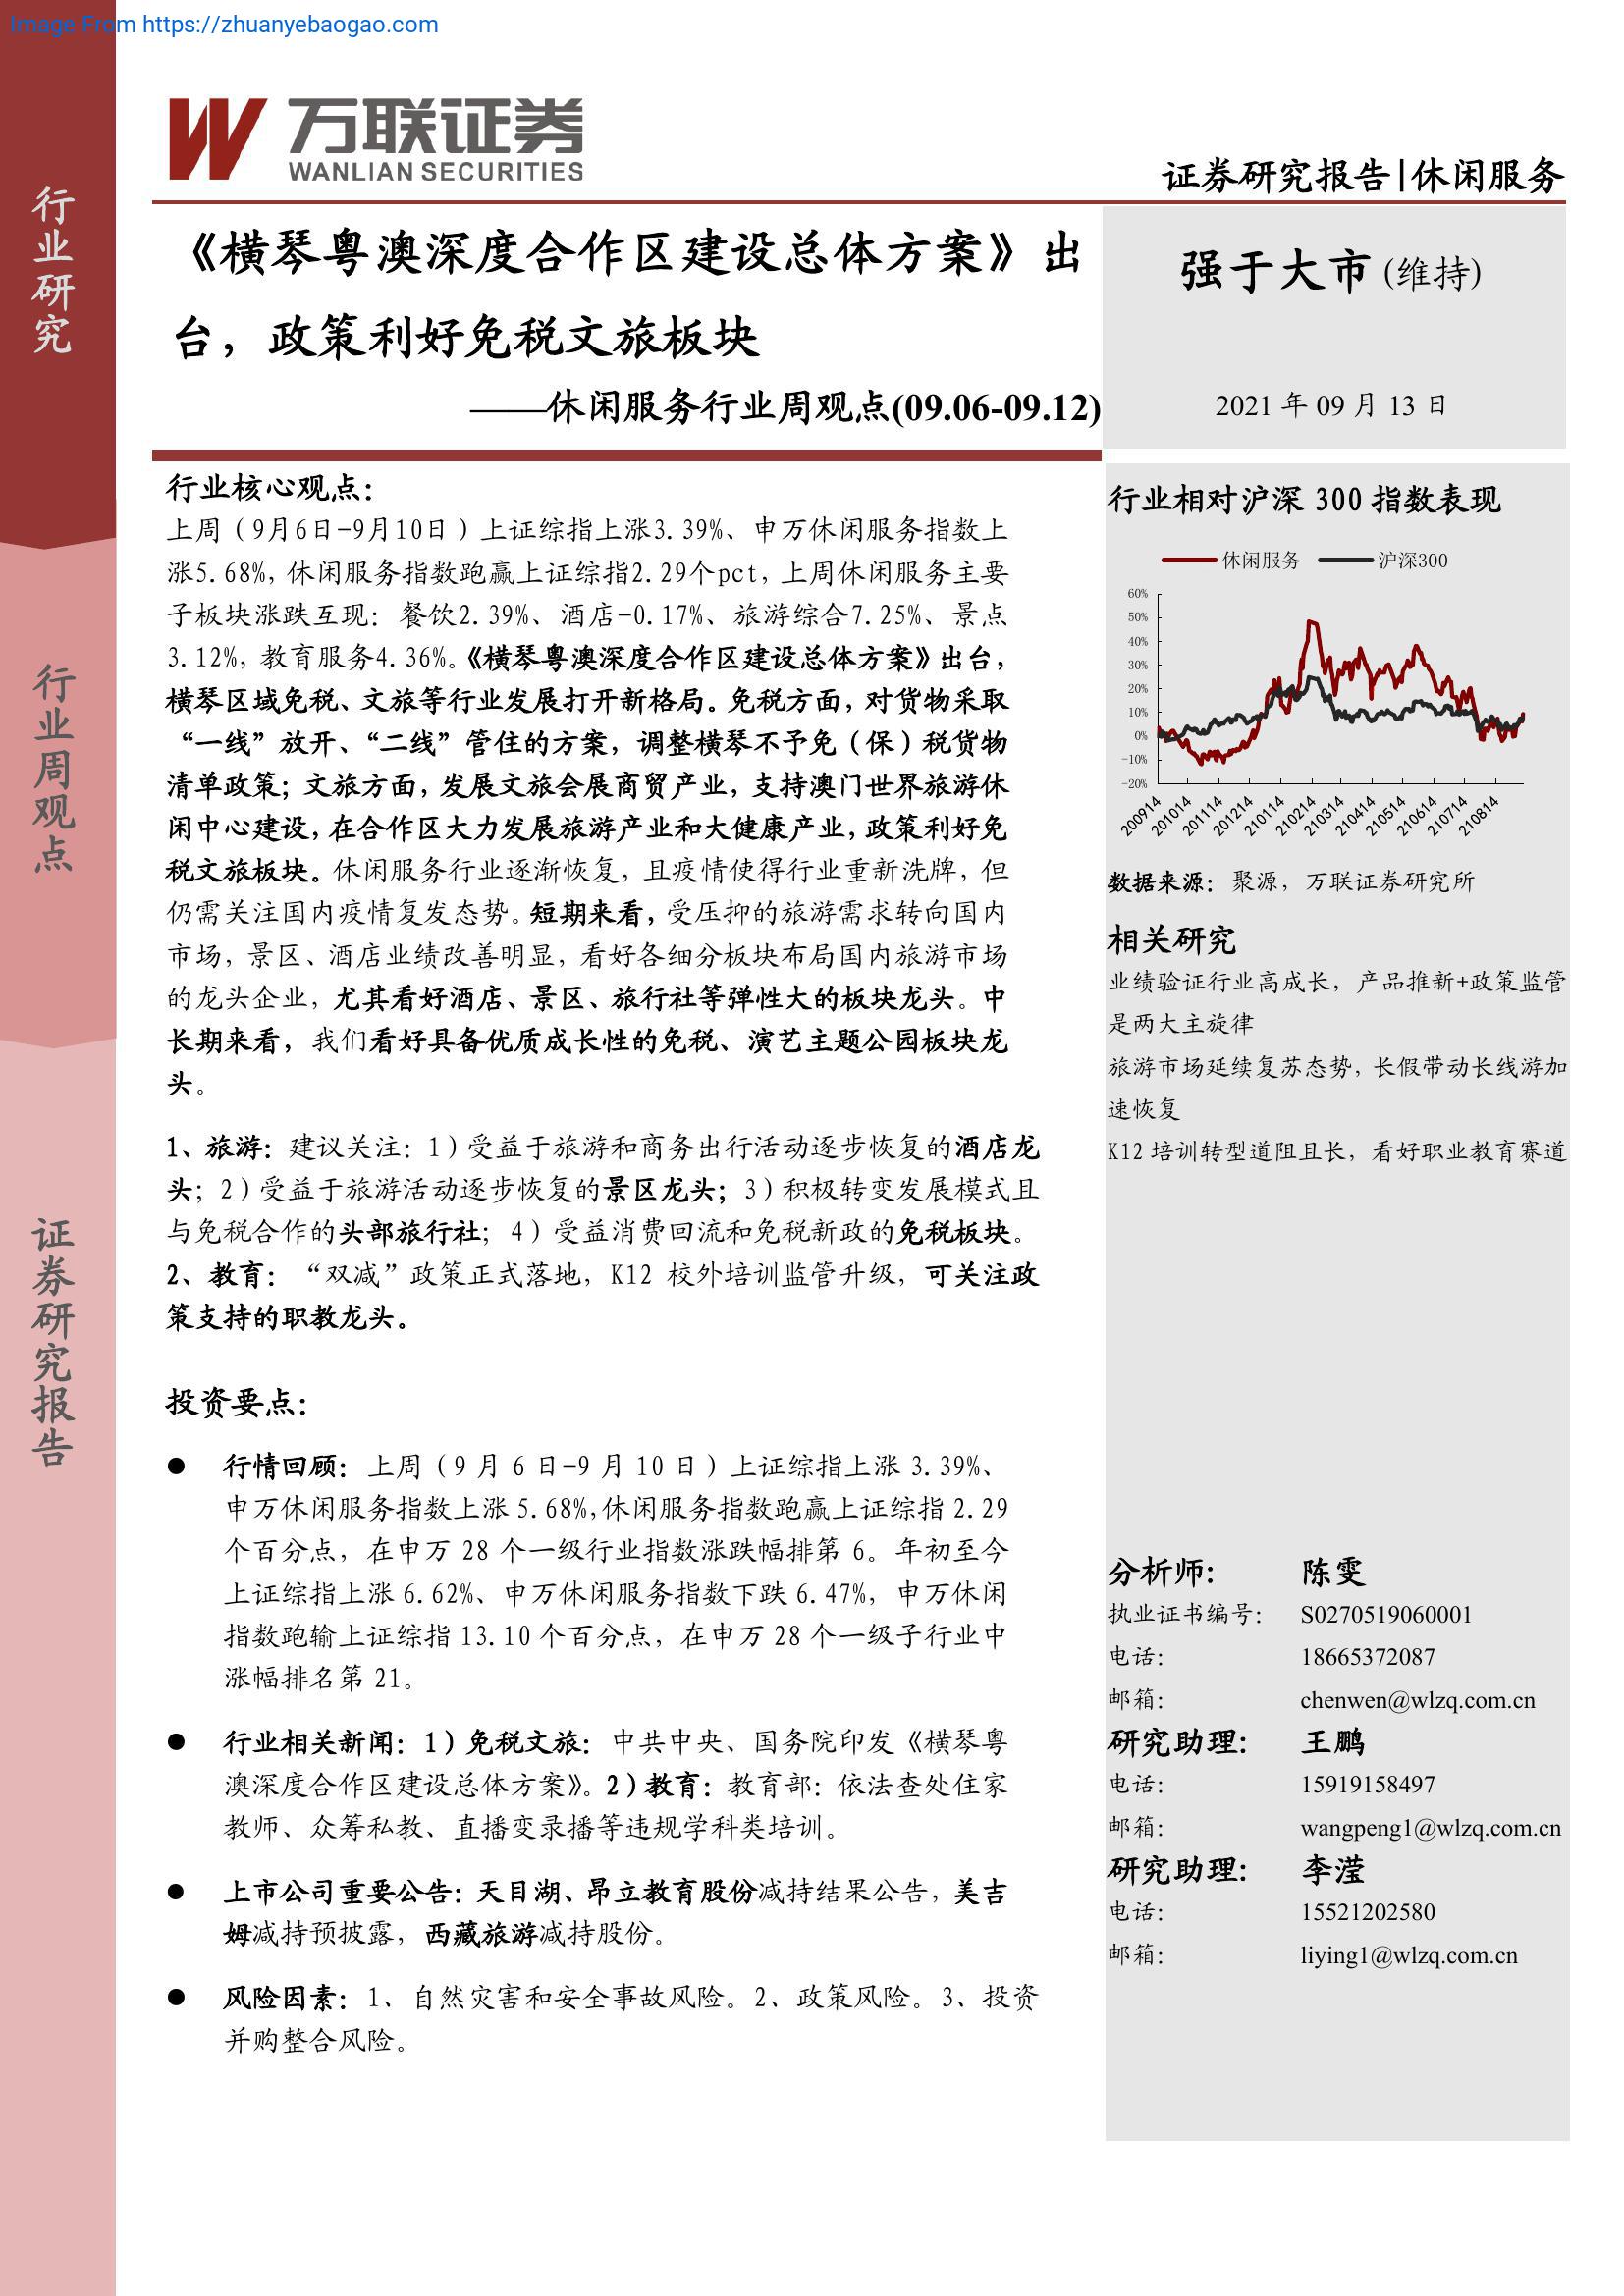 Image From https://zhuanyebaogao.com
万联证券
WANLIAN SECURITIES
证券研究报告|休闲服务
行业研究
行业周观点
证券研究报告
《横琴粤澳深度合作区建设总体方案》出
台，政策利好免税文旅板块
——休闲服务行业周观点(09.06-09.12)
强于大市(维持)
2021 年 09 月 13 日
行业核心观点：
上周（9月6日-9月10日）上证综指上涨3.39%、申万休闲服务指数上
涨5.68%，休闲服务指数跑赢上证综指2.29个pct，上周休闲服务主要
子板块涨跌互现：餐饮2.39%、酒店-0.17%、旅游综合7.25%、景点
3.12%，教育服务4.36%。《横琴粤澳深度合作区建设总体方案》出台，
横琴区域免税、文旅等行业发展打开新格局。免税方面，对货物采取
“一线”放开、“二线”管住的方案，调整横琴不予免（保）税货物
清单政策；文旅方面，发展文旅会展商贸产业，支持澳门世界旅游休
闲中心建设，在合作区大力发展旅游产业和大健康产业，政策利好免
税文旅板块。休闲服务行业逐渐恢复，且疫情使得行业重新洗牌，但
仍需关注国内疫情复发态势。短期来看，受压抑的旅游需求转向国内
市场，景区、酒店业绩改善明显，看好各细分板块布局国内旅游市场
的龙头企业，尤其看好酒店、景区、旅行社等弹性大的板块龙头。中
长期来看，我们看好具备优质成长性的免税、演艺主题公园板块龙
头。
1、旅游：建议关注：1）受益于旅游和商务出行活动逐步恢复的酒店龙
头；2）受益于旅游活动逐步恢复的景区龙头；3）积极转变发展模式且
与免税合作的头部旅行社；4）受益消费回流和免税新政的免税板块。
2、教育：“双减”政策正式落地，K12 校外培训监管升级，可关注政
策支持的职教龙头。
投资要点：
● 行情回顾：上周（9 月 6 日-9 月 10 日）上证综指上涨 3.39%、
申万休闲服务指数上涨 5.68%，休闲服务指数跑赢上证综指 2.29
个百分点，在申万 28 个一级行业指数涨跌幅排第 6。年初至今
上证综指上涨 6.62%、申万休闲服务指数下跌 6.47%，申万休闲
指数跑输上证综指 13.10 个百分点，在申万 28 个一级子行业中
涨幅排名第 21。
● 行业相关新闻：1）免税文旅：中共中央、国务院印发《横琴粤
澳深度合作区建设总体方案》。2）教育：教育部：依法查处住家
教师、众筹私教、直播变录播等违规学科类培训。
● 上市公司重要公告：天目湖、昂立教育股份减持结果公告，美吉
姆减持预披露，西藏旅游减持股份。
● 风险因素：1、自然灾害和安全事故风险。2、政策风险。3、投资
并购整合风险。
行业相对沪深 300 指数表现
休闲服务 沪深300
60%
50%
40%
30%
20%
10%
0%
-10%
-20%
200914 201014 201114 201214 210114 210214 210314 210414 210514 210614 210714 210814
数据来源：聚源，万联证券研究所
相关研究
业绩验证行业高成长，产品推新+政策监管
是两大主旋律
旅游市场延续复苏态势，长假带动长线游加
速恢复
K12 培训转型道阻且长，看好职业教育赛道
分析师： 陈雯
执业证书编号： S0270519060001
电话： 18665372087
邮箱： chenwen@wlzq.com.cn
研究助理： 王鹏
电话： 15919158497
邮箱： wangpeng1@wlzq.com.cn
研究助理： 李滢
电话： 15521202580
邮箱： liying1@wlzq.com.cn